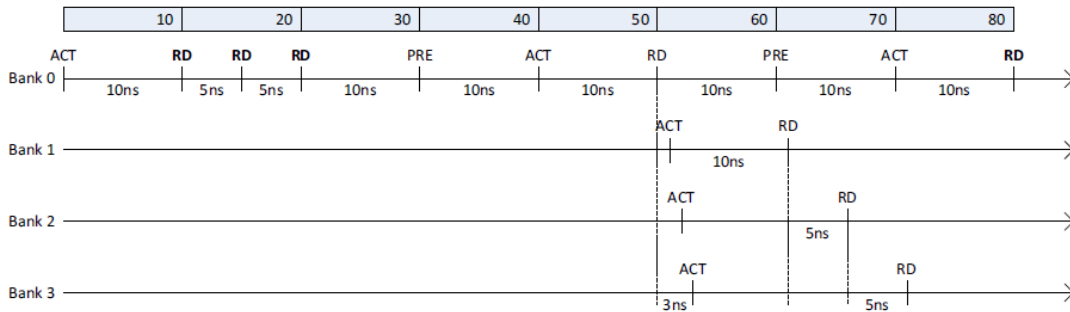 10 20 30 40 50 60 70 80
ACT RD RD RD PRE ACT RD PRE ACT RD
Bank 0
10ns 5ns 5ns 10ns 10ns 10ns 10ns 10ns 10ns
ACT RD
Bank 1
10ns
ACT RD
Bank 2
5ns
ACT RD
Bank 3
3ns 5ns